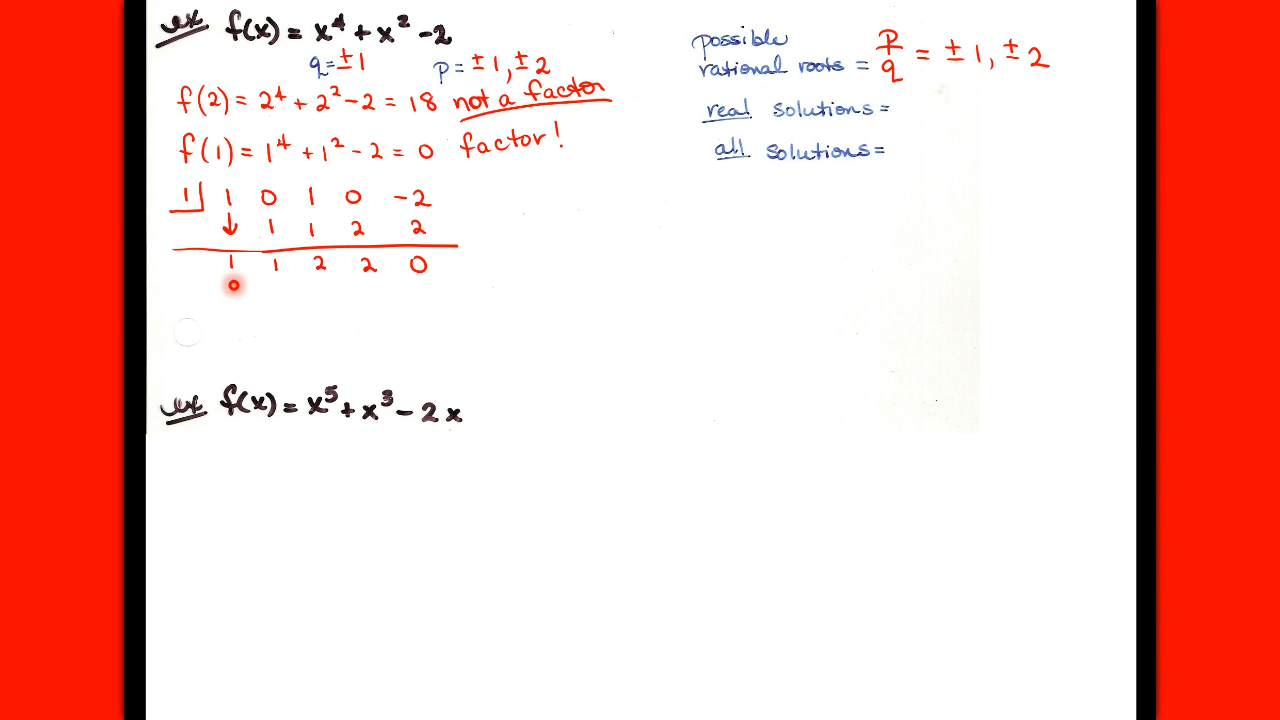 ex f(x) = x⁴ + x² - 2
q = ± 1 p = ± 1, ± 2
f(2) = 2⁴ + 2² - 2 = 18 not a factor
f(1) = 1⁴ + 1² - 2 = 0 factor!
1 1 0 1 0 -2
↓ 1 1 2 2
1 1 2 2 0
possible
rational roots = p/q = ± 1, ± 2
real solutions =
all solutions =
ex f(x) = x⁵ + x³ - 2x